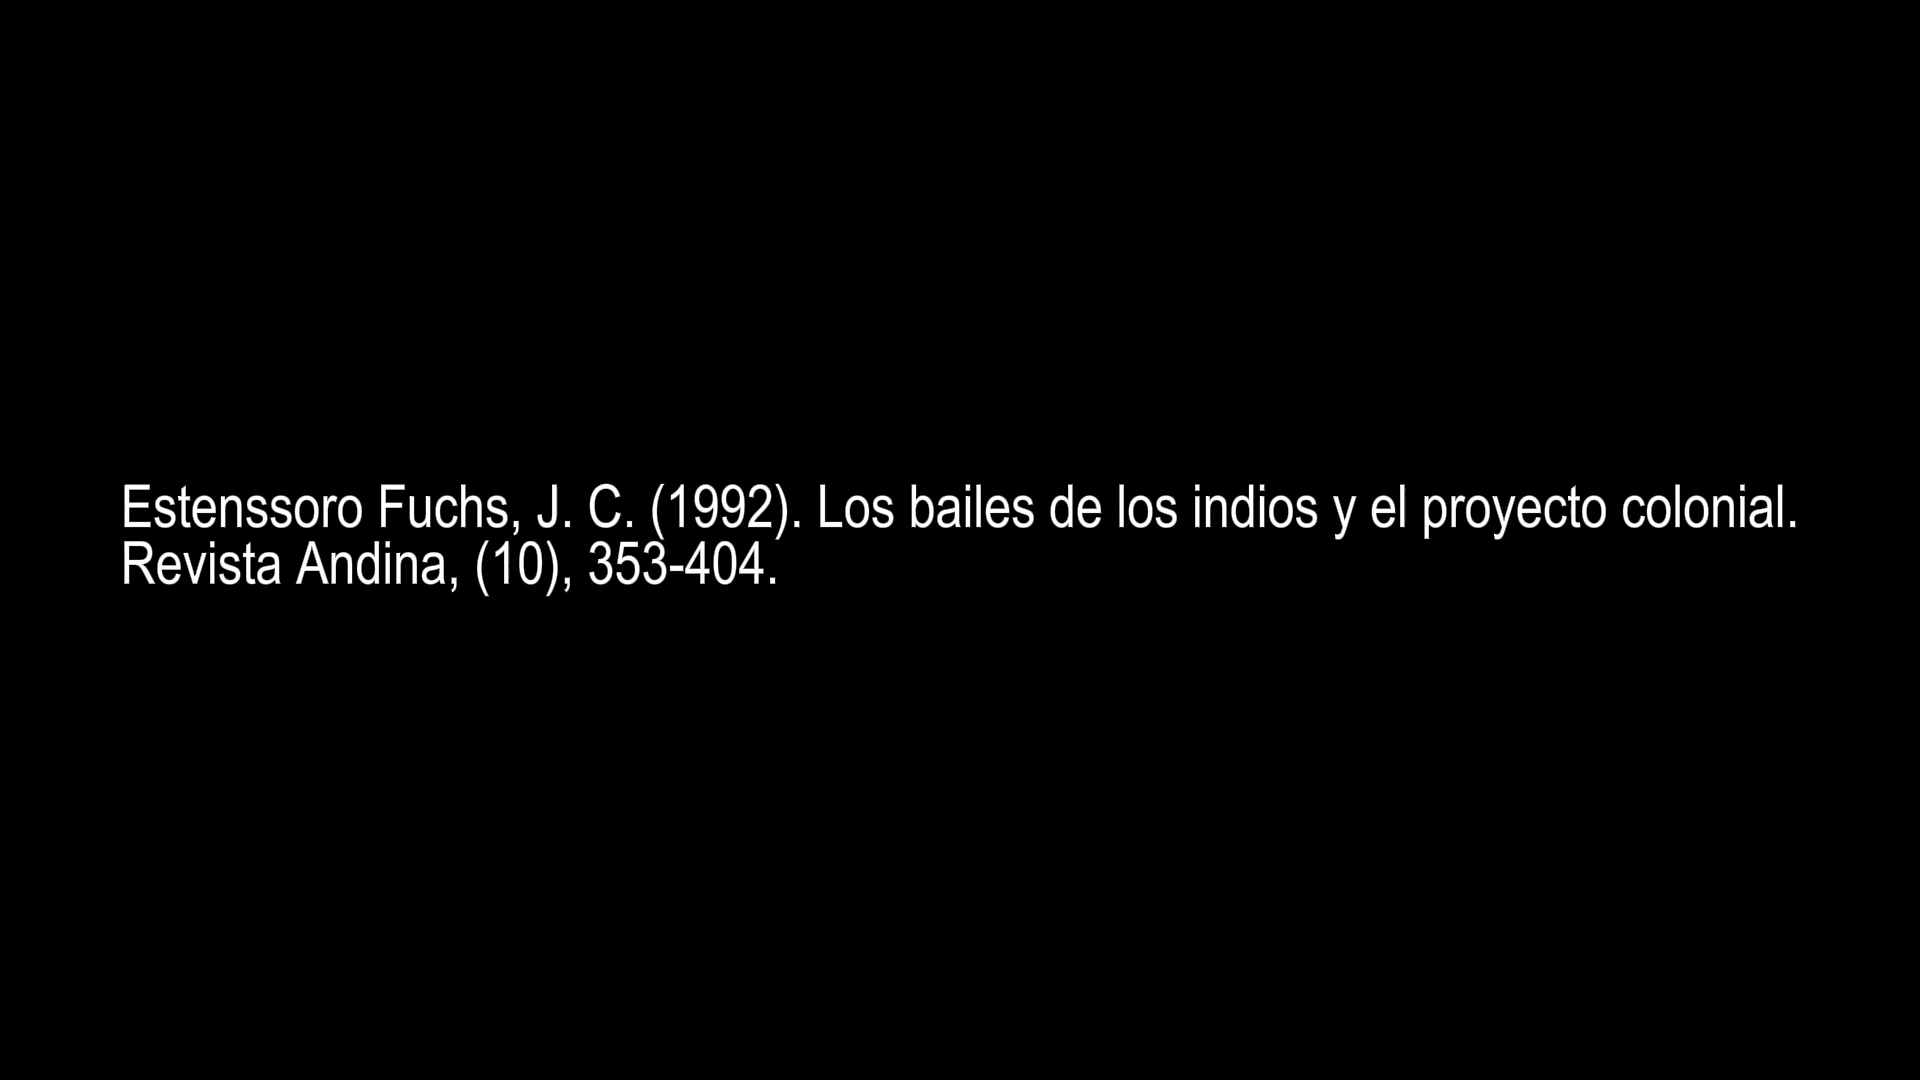 Estenssoro Fuchs, J. C. (1992). Los bailes de los indios y el proyecto colonial.
Revista Andina, (10), 353-404.